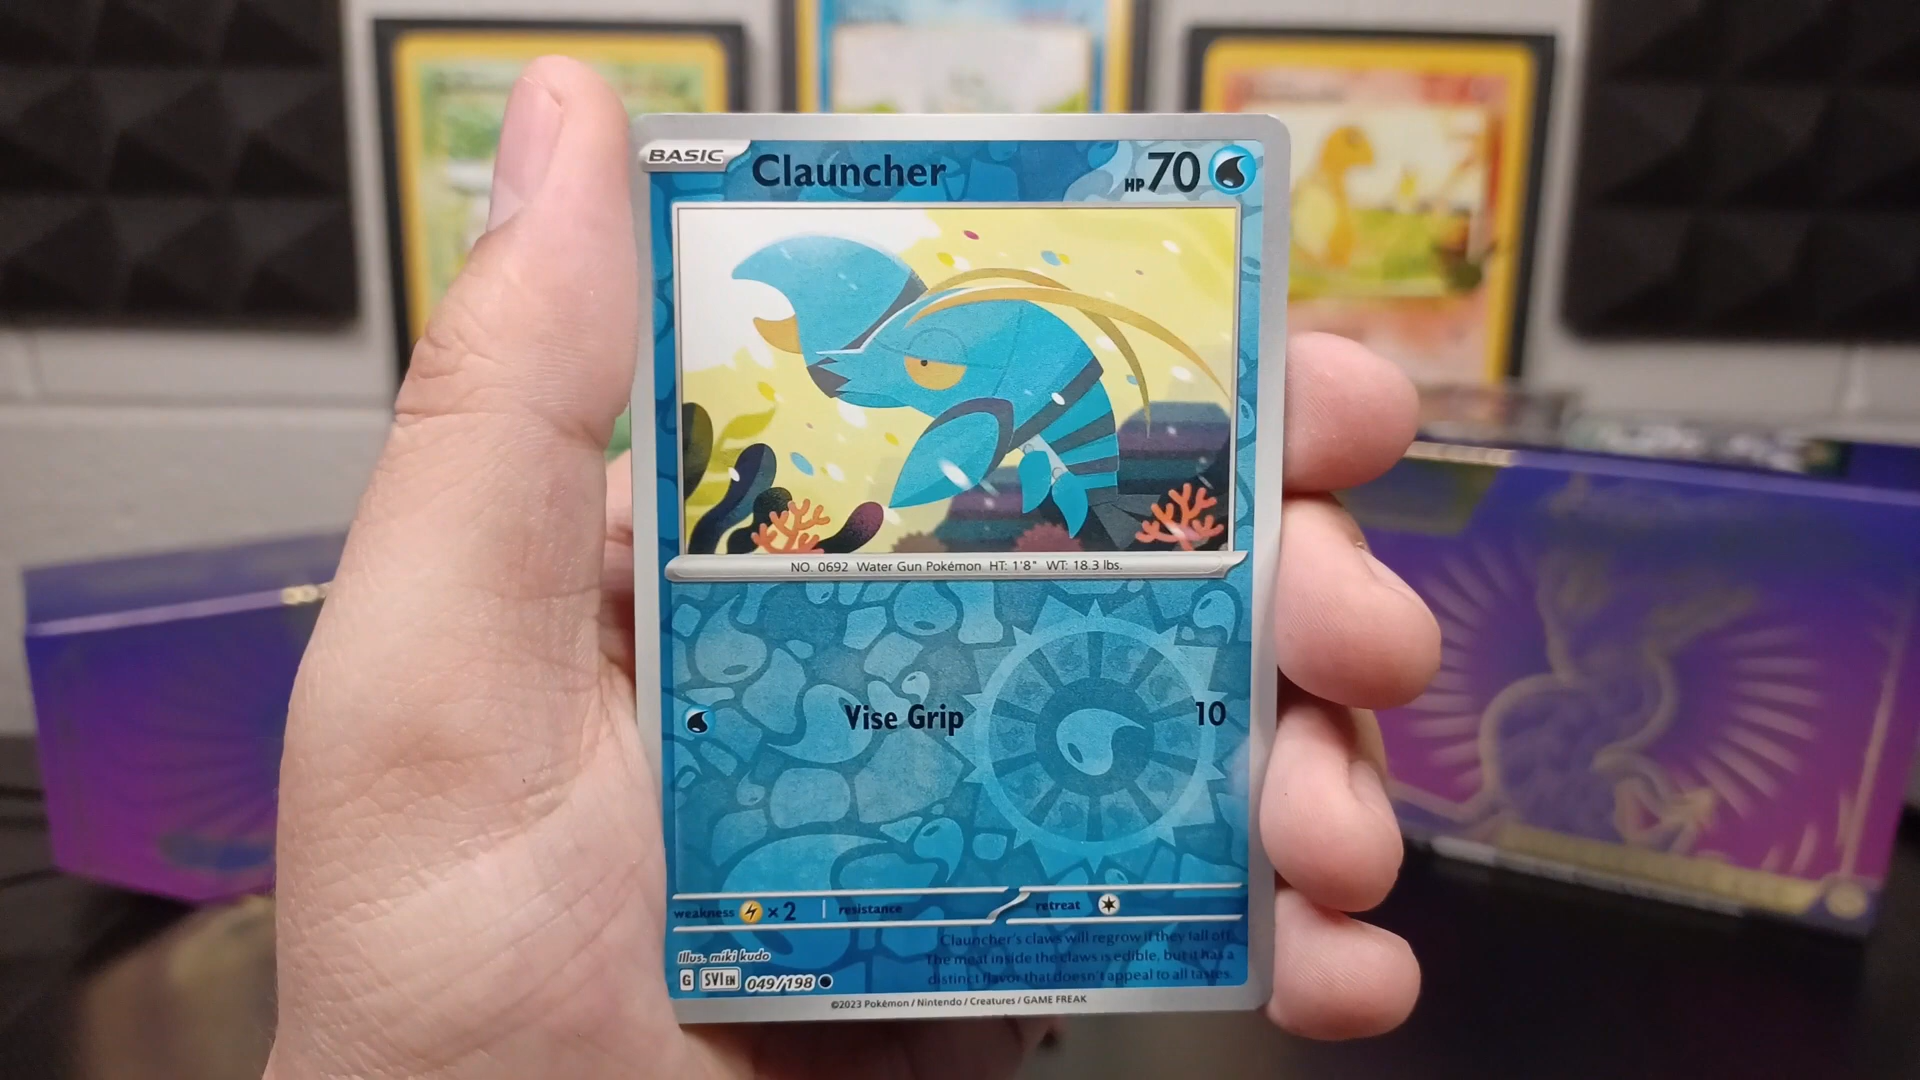 BASIC
Clauncher
HP 70
NO. 0692 Water Gun Pokémon HT: 1'8" WT: 18.3 lbs.
Vise Grip 10
weakness ×2 resistance retreat
Clauncher's claws will regrow if they fall off.
The meat inside the claws is edible, but it has a
distinct flavor that doesn't appeal to all tastes.
Illus. miki kudo
G SVI EN 049/198
©2023 Pokémon / Nintendo / Creatures / GAME FREAK